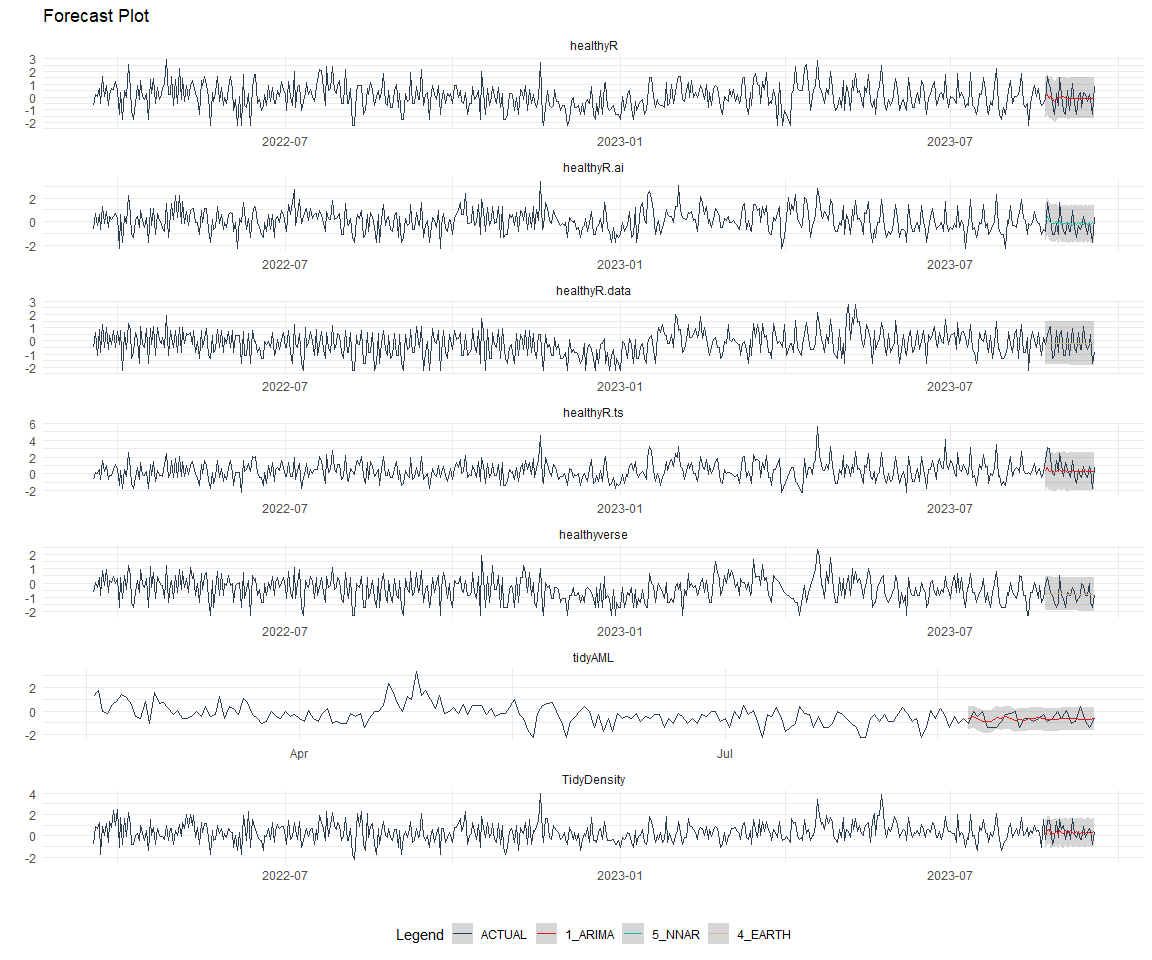 Forecast Plot
healthyR
3
2
1
0
-1
-2
2022-07 2023-01 2023-07
healthyR.ai
2
0
-2
2022-07 2023-01 2023-07
healthyR.data
3
2
1
0
-1
-2
2022-07 2023-01 2023-07
healthyR.ts
6
4
2
0
-2
2022-07 2023-01 2023-07
healthyverse
2
1
0
-1
-2
2022-07 2023-01 2023-07
tidyAML
2
0
-2
Apr Jul
TidyDensity
4
2
0
-2
2022-07 2023-01 2023-07
Legend ACTUAL 1_ARIMA 5_NNAR 4_EARTH